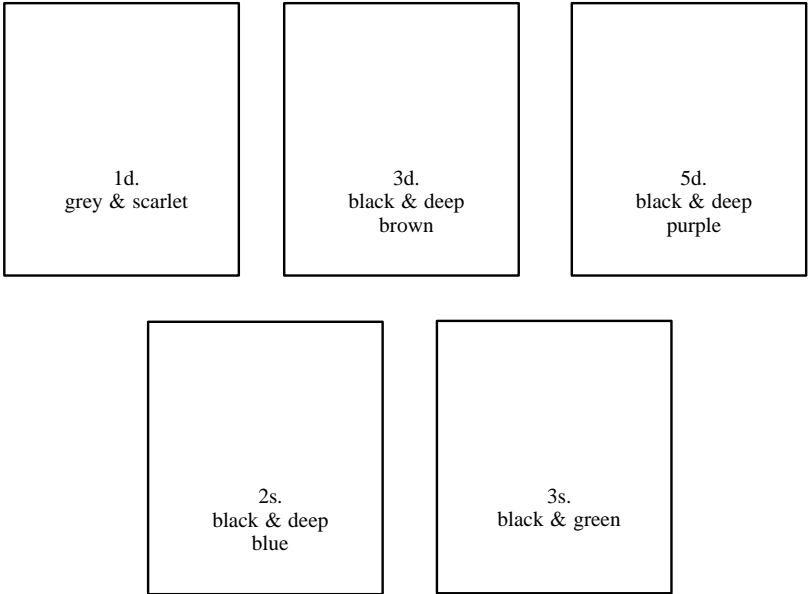 1d.
grey & scarlet
3d.
black & deep
brown
5d.
black & deep
purple
2s.
black & deep
blue
3s.
black & green